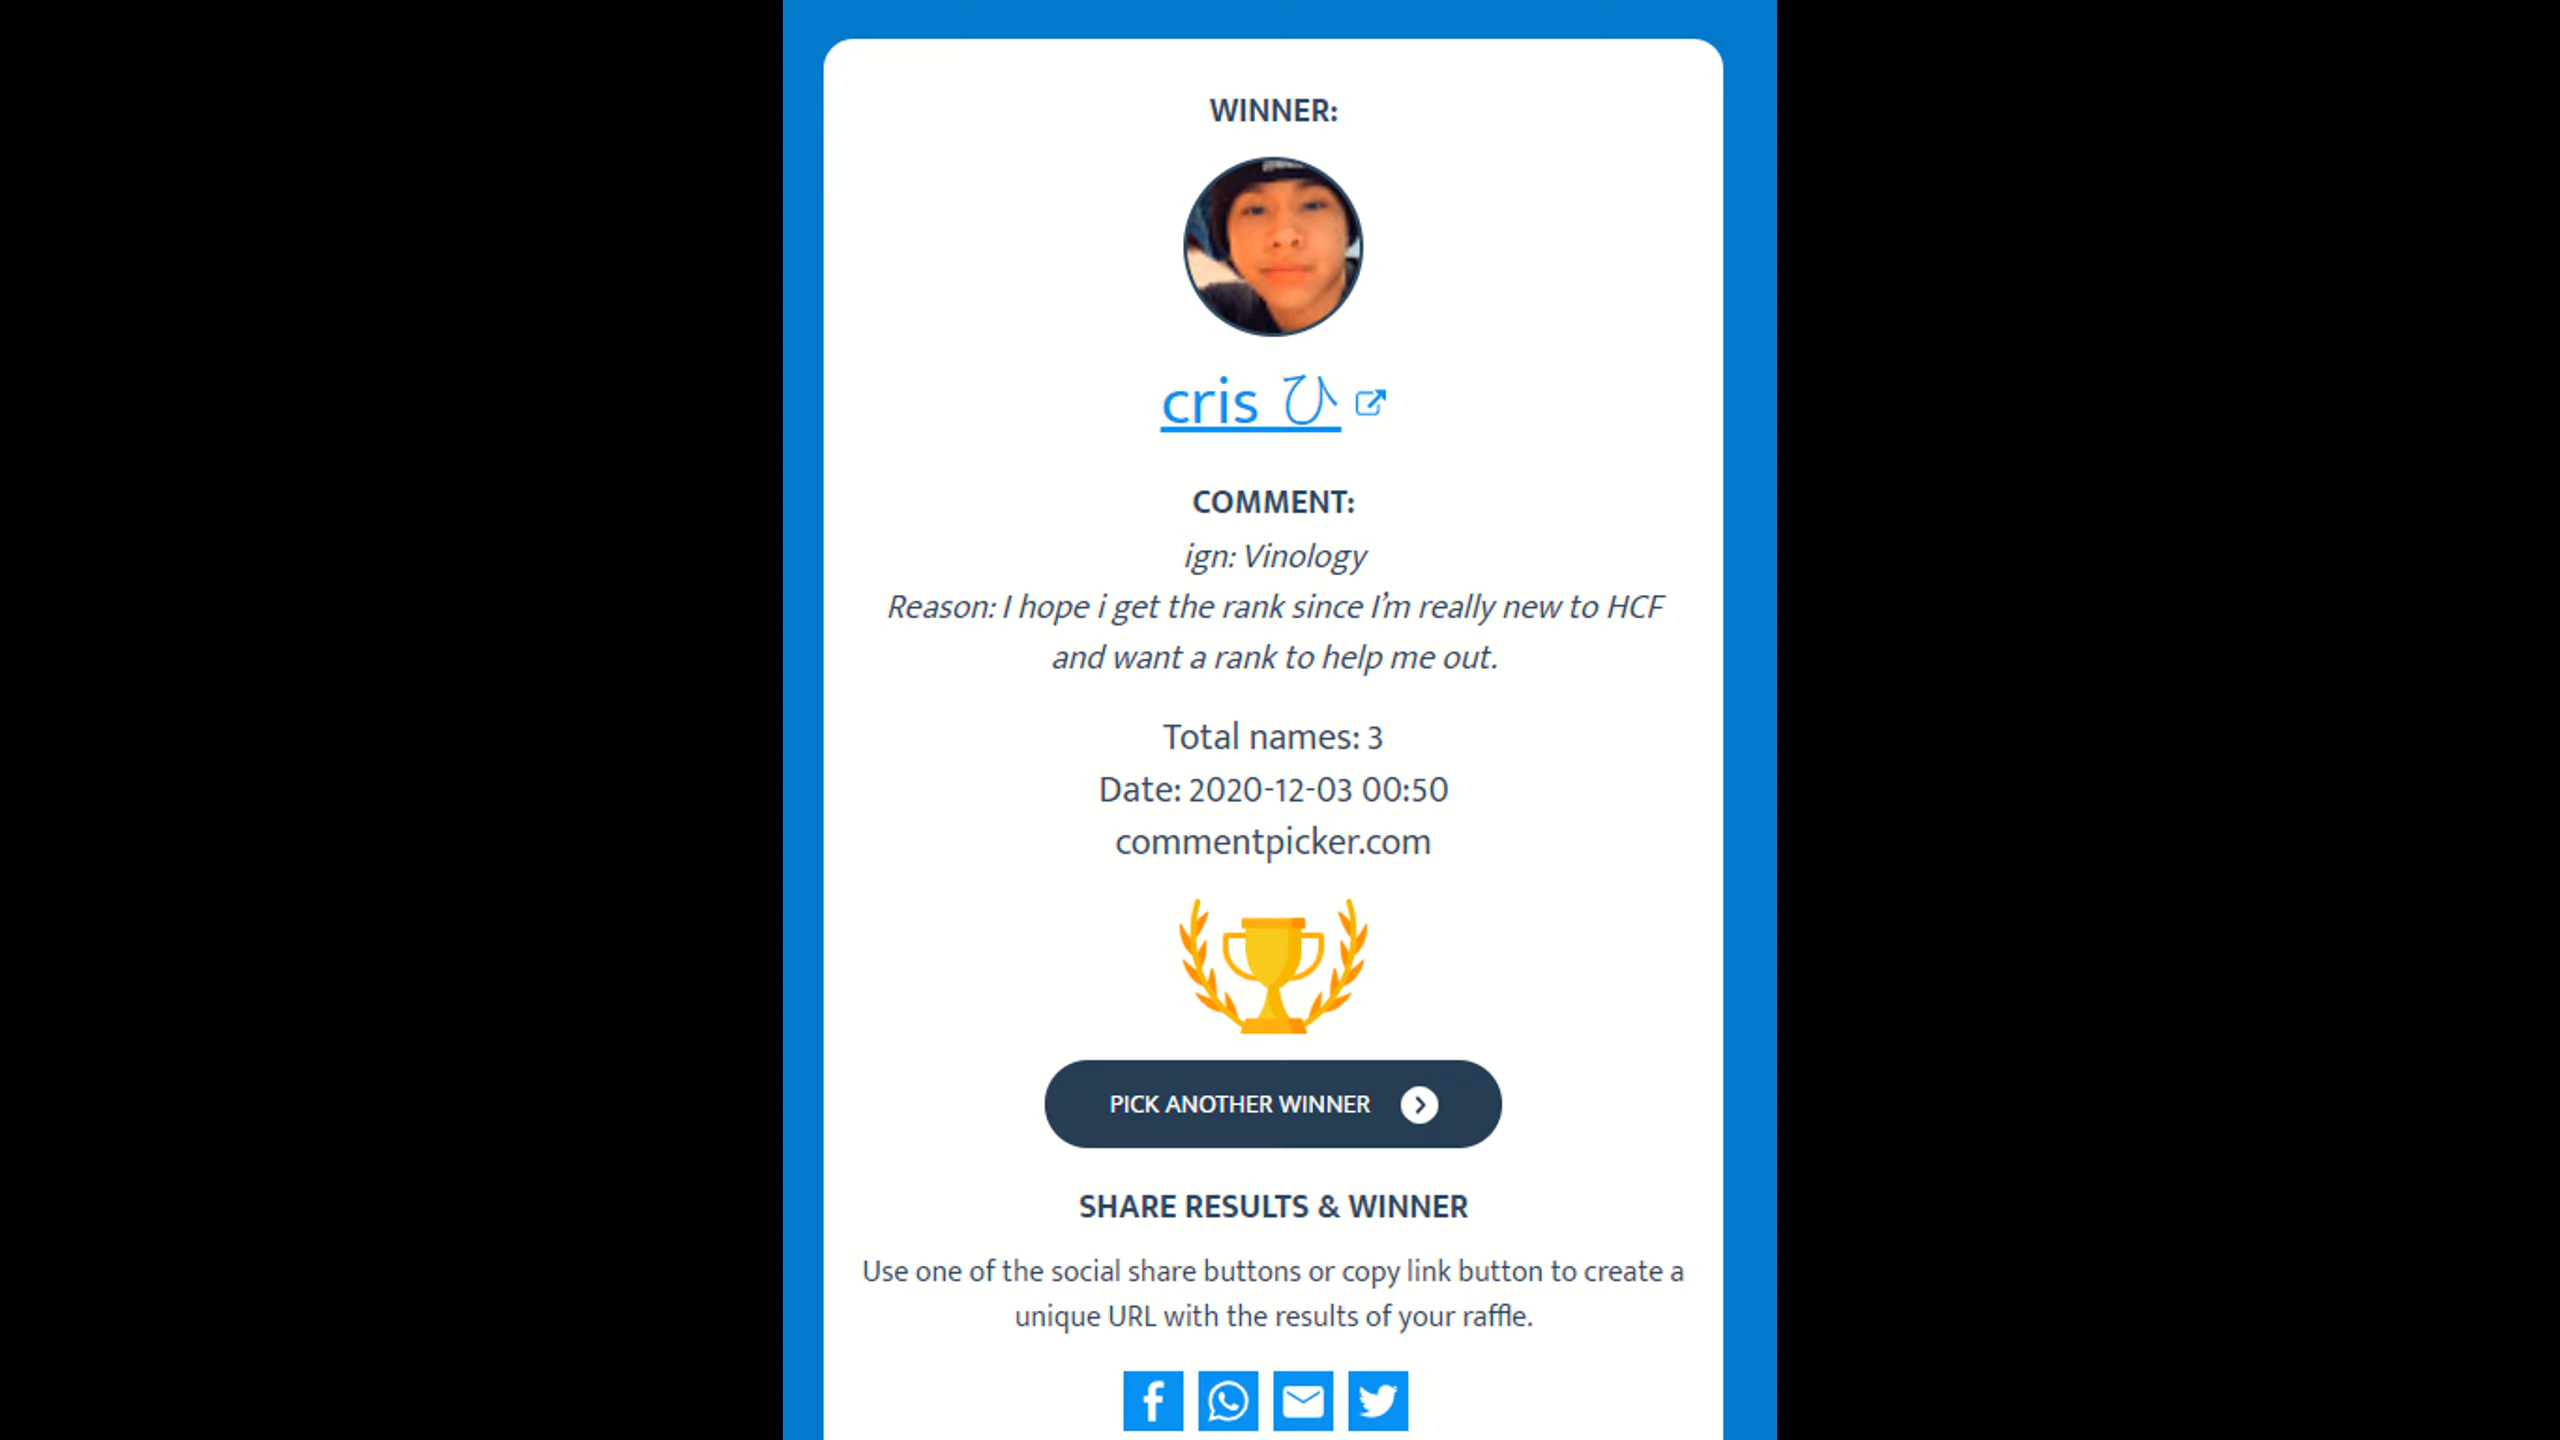 WINNER:
cris ひ
COMMENT:
ign: Vinology
Reason: I hope i get the rank since I'm really new to HCF
and want a rank to help me out.
Total names: 3
Date: 2020-12-03 00:50
commentpicker.com
PICK ANOTHER WINNER
SHARE RESULTS & WINNER
Use one of the social share buttons or copy link button to create a
unique URL with the results of your raffle.